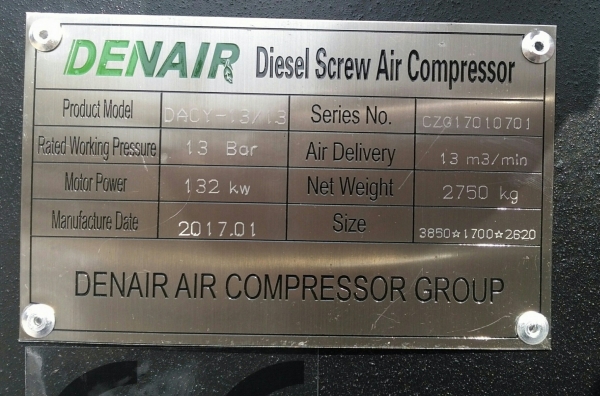 DENAIR Diesel Screw Air Compressor
Product Model DACY-13/13 Series No. CZG17010701
Rated Working Pressure 13 Bar Air Delivery 13 m3/min
Motor Power 132 kw Net Weight 2750 kg
Manufacture Date 2017.01 Size 3850☆1700☆2620
DENAIR AIR COMPRESSOR GROUP